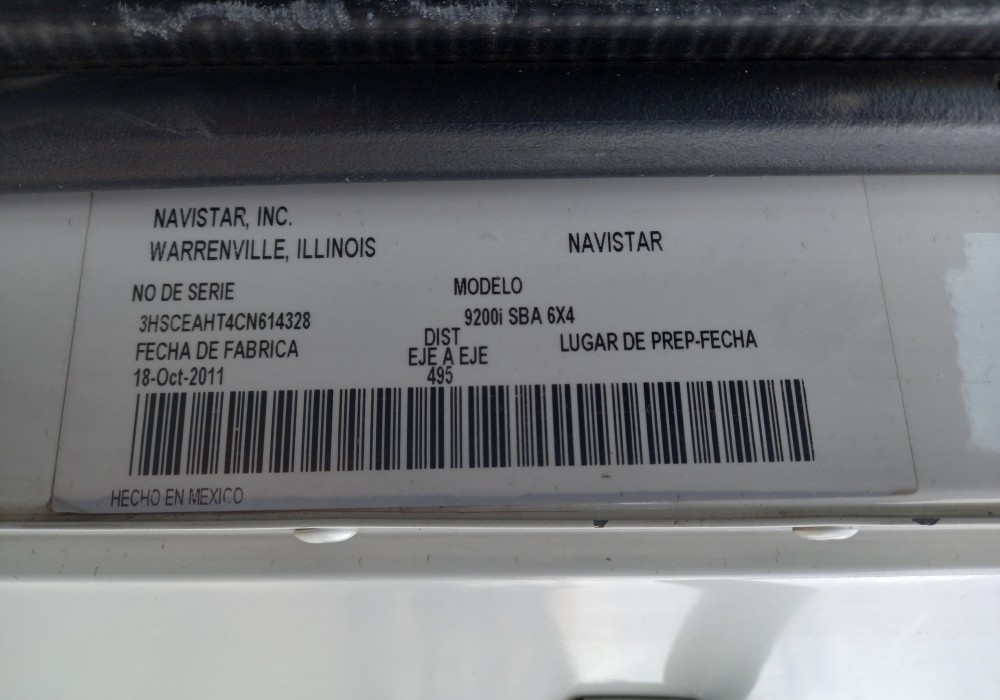 NAVISTAR, INC.
WARRENVILLE, ILLINOIS
NAVISTAR
NO DE SERIE
MODELO
3HSCEAHT4CN614328
9200i SBA 6X4
FECHA DE FABRICA
DIST
EJE A EJE
LUGAR DE PREP-FECHA
18-Oct-2011
495
HECHO EN MEXICO